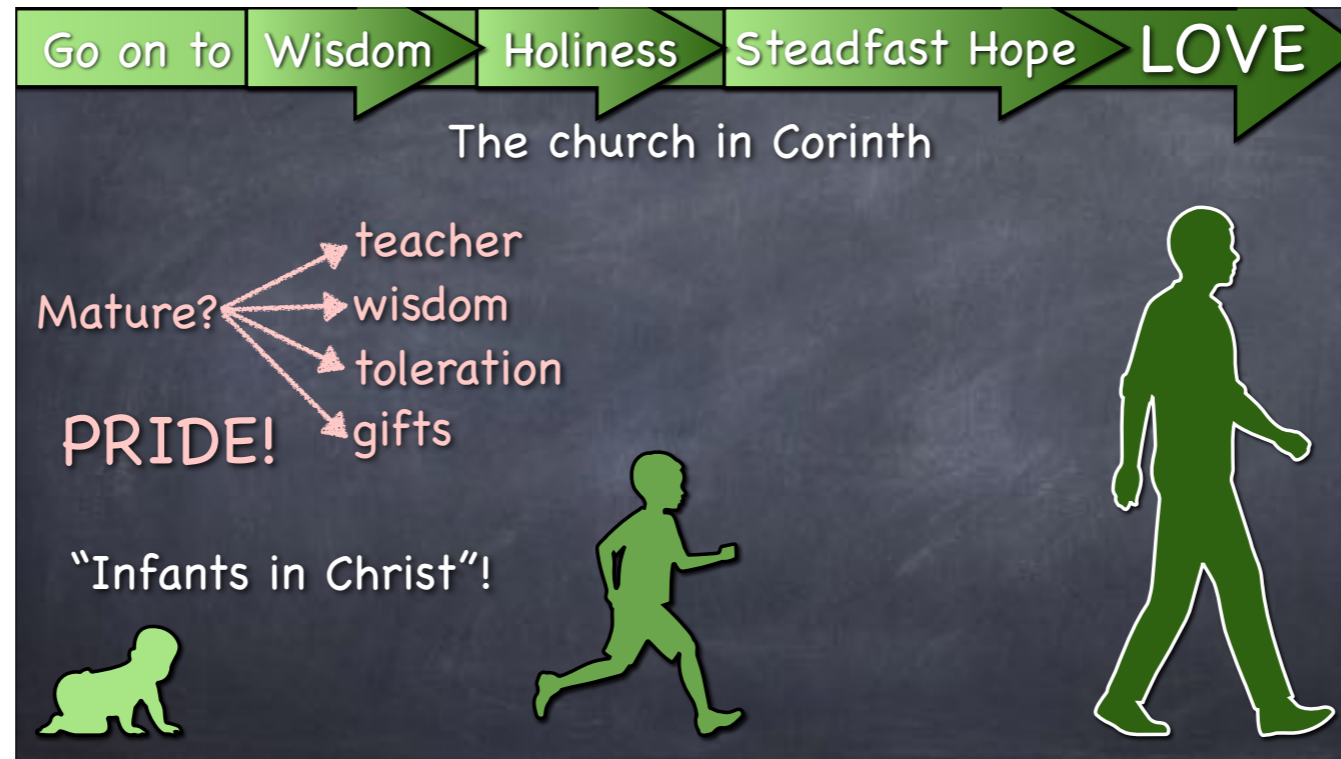 Go on to Wisdom Holiness Steadfast Hope LOVE
The church in Corinth
teacher
Mature? wisdom
toleration
PRIDE! gifts
“Infants in Christ”!